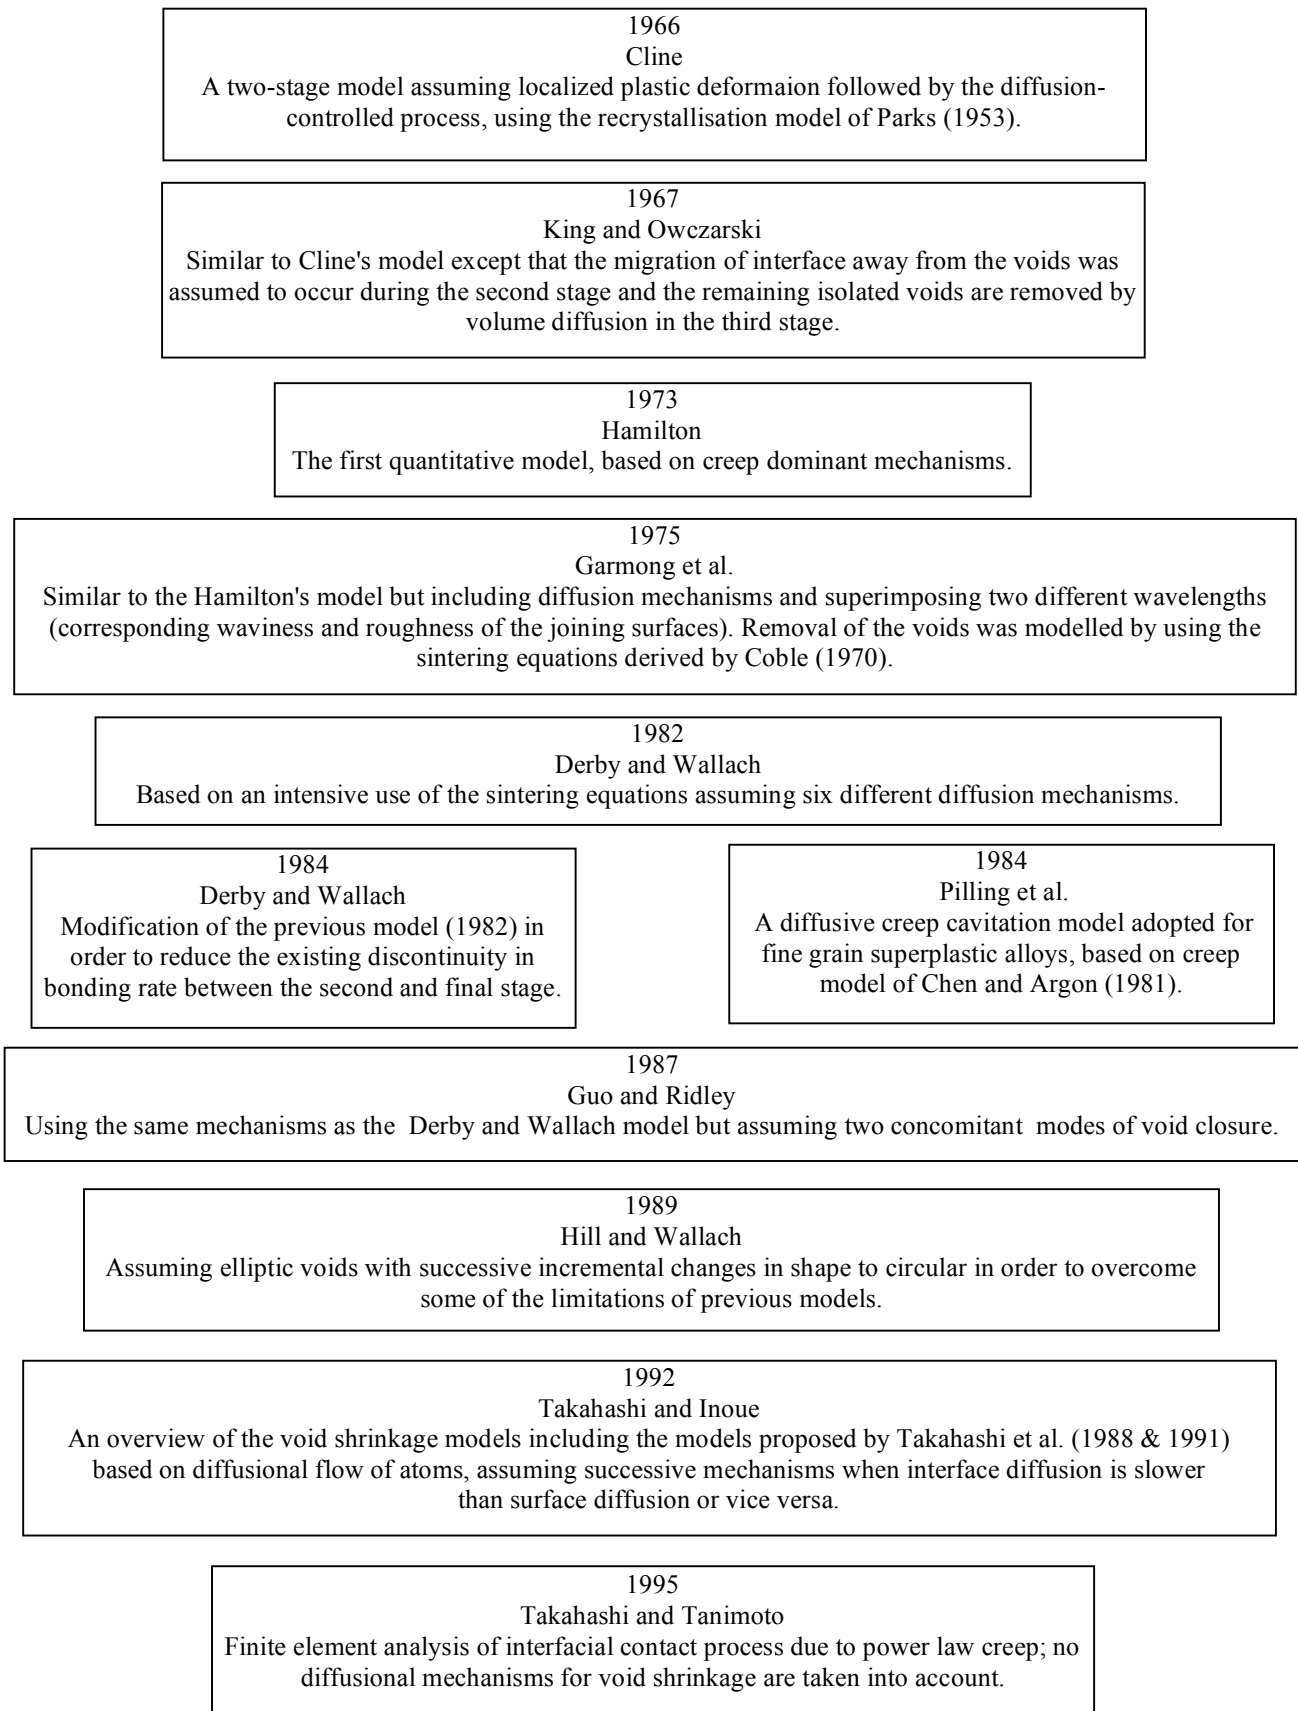 1966
Cline
A two-stage model assuming localized plastic deformaion followed by the diffusion-
controlled process, using the recrystallisation model of Parks (1953).
1967
King and Owczarski
Similar to Cline's model except that the migration of interface away from the voids was
assumed to occur during the second stage and the remaining isolated voids are removed by
volume diffusion in the third stage.
1973
Hamilton
The first quantitative model, based on creep dominant mechanisms.
1975
Garmong et al.
Similar to the Hamilton's model but including diffusion mechanisms and superimposing two different wavelengths
(corresponding waviness and roughness of the joining surfaces). Removal of the voids was modelled by using the
sintering equations derived by Coble (1970).
1982
Derby and Wallach
Based on an intensive use of the sintering equations assuming six different diffusion mechanisms.
1984
Derby and Wallach
Modification of the previous model (1982) in
order to reduce the existing discontinuity in
bonding rate between the second and final stage.
1984
Pilling et al.
A diffusive creep cavitation model adopted for
fine grain superplastic alloys, based on creep
model of Chen and Argon (1981).
1987
Guo and Ridley
Using the same mechanisms as the Derby and Wallach model but assuming two concomitant modes of void closure.
1989
Hill and Wallach
Assuming elliptic voids with successive incremental changes in shape to circular in order to overcome
some of the limitations of previous models.
1992
Takahashi and Inoue
An overview of the void shrinkage models including the models proposed by Takahashi et al. (1988 & 1991)
based on diffusional flow of atoms, assuming successive mechanisms when interface diffusion is slower
than surface diffusion or vice versa.
1995
Takahashi and Tanimoto
Finite element analysis of interfacial contact process due to power law creep; no
diffusional mechanisms for void shrinkage are taken into account.